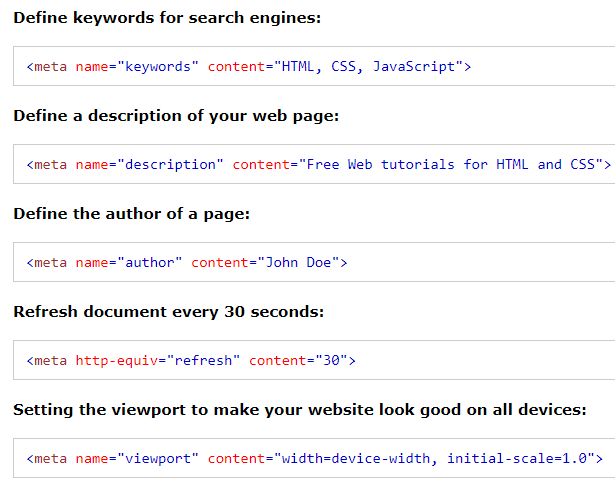 Define keywords for search engines:
<meta name="keywords" content="HTML, CSS, JavaScript">
Define a description of your web page:
<meta name="description" content="Free Web tutorials for HTML and CSS">
Define the author of a page:
<meta name="author" content="John Doe">
Refresh document every 30 seconds:
<meta http-equiv="refresh" content="30">
Setting the viewport to make your website look good on all devices:
<meta name="viewport" content="width=device-width, initial-scale=1.0">